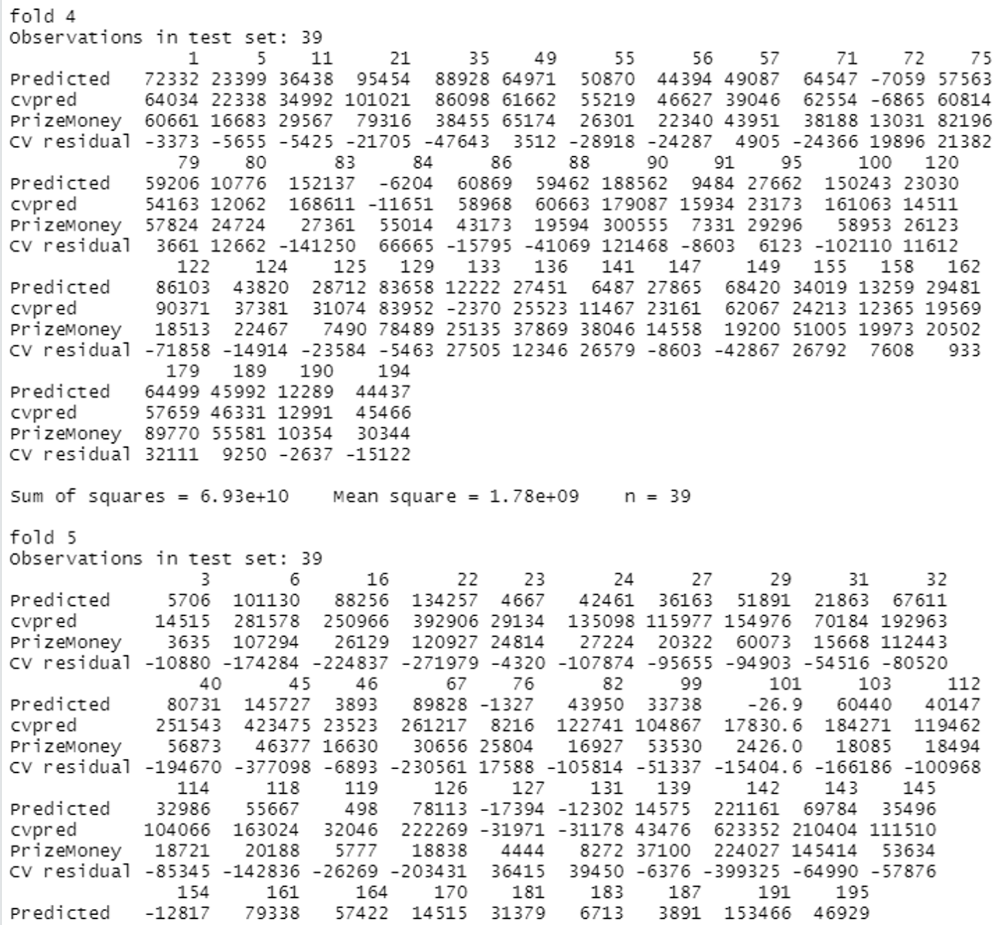 fold 4
Observations in test set: 39
1 5 11 21 35 49 55 56 57 71 72 75
Predicted 72332 23399 36438 95454 88928 64971 50870 44394 49087 64547 -7059 57563
cvpred 64034 22338 34992 101021 86098 61662 55219 46627 39046 62554 -6865 60814
PrizeMoney 60661 16683 29567 79316 38455 65174 26301 22340 43951 38188 13031 82196
CV residual -3373 -5655 -5425 -21705 -47643 3512 -28918 -24287 4905 -24366 19896 21382
79 80 83 84 86 88 90 91 95 100 120
Predicted 59206 10776 152137 -6204 60869 59462 188562 9484 27662 150243 23030
cvpred 54163 12062 168611 -11651 58968 60663 179087 15934 23173 161063 14511
PrizeMoney 57824 24724 27361 55014 43173 19594 300555 7331 29296 58953 26123
CV residual 3661 12662 -141250 66665 -15795 -41069 121468 -8603 6123 -102110 11612
122 124 125 129 133 136 141 147 149 155 158 162
Predicted 86103 43820 28712 83658 12222 27451 6487 27865 68420 34019 13259 29481
cvpred 90371 37381 31074 83952 -2370 25523 11467 23161 62067 24213 12365 19569
PrizeMoney 18513 22467 7490 78489 25135 37869 38046 14558 19200 51005 19973 20502
CV residual -71858 -14914 -23584 -5463 27505 12346 26579 -8603 -42867 26792 7608 933
179 189 190 194
Predicted 64499 45992 12289 44437
cvpred 57659 46331 12991 45466
PrizeMoney 89770 55581 10354 30344
CV residual 32111 9250 -2637 -15122
Sum of squares = 6.93e+10 Mean square = 1.78e+09 n = 39
fold 5
Observations in test set: 39
3 6 16 22 23 24 27 29 31 32
Predicted 5706 101130 88256 134257 4667 42461 36163 51891 21863 67611
cvpred 14515 281578 250966 392906 29134 135098 115977 154976 70184 192963
PrizeMoney 3635 107294 26129 120927 24814 27224 20322 60073 15668 112443
CV residual -10880 -174284 -224837 -271979 -4320 -107874 -95655 -94903 -54516 -80520
40 45 46 67 76 82 99 101 103 112
Predicted 80731 145727 3893 89828 -1327 43950 33738 -26.9 60440 40147
cvpred 251543 423475 23523 261217 8216 122741 104867 17830.6 184271 119462
PrizeMoney 56873 46377 16630 30656 25804 16927 53530 2426.0 18085 18494
CV residual -194670 -377098 -6893 -230561 17588 -105814 -51337 -15404.6 -166186 -100968
114 118 119 126 127 131 139 142 143 145
Predicted 32986 55667 498 78113 -17394 -12302 14575 221161 69784 35496
cvpred 104066 163024 32046 222269 -31971 -31178 43476 623352 210404 111510
PrizeMoney 18721 20188 5777 18838 4444 8272 37100 224027 145414 53634
CV residual -85345 -142836 -26269 -203431 36415 39450 -6376 -399325 -64990 -57876
154 161 164 170 181 183 187 191 195
Predicted -12817 79338 57422 14515 31379 6713 3891 153466 46929